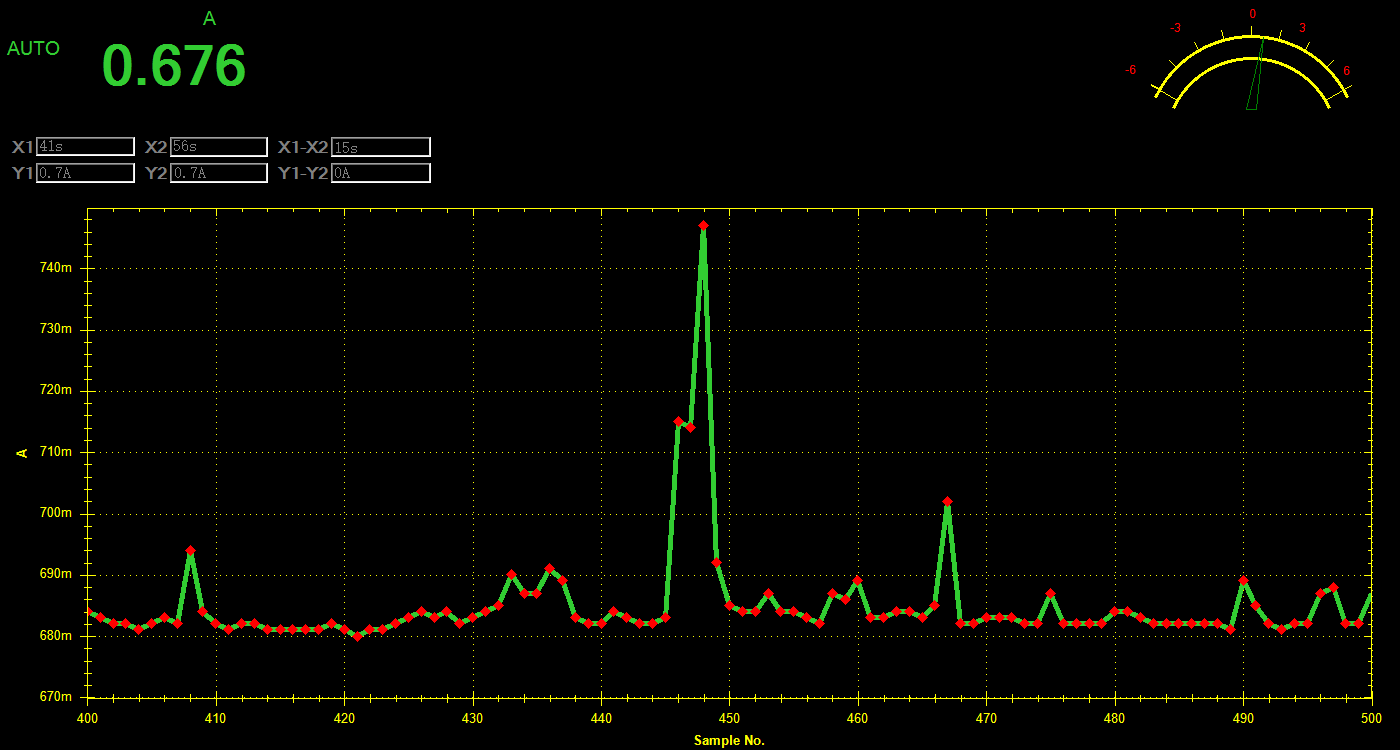 A
AUTO 0.676
-6 -3 0 3 6
X1 41s X2 56s X1-X2 15s
Y1 0.7A Y2 0.7A Y1-Y2 0A
740m
730m
720m
710m
A
700m
690m
680m
670m
400 410 420 430 440 450 460 470 480 490 500
Sample No.